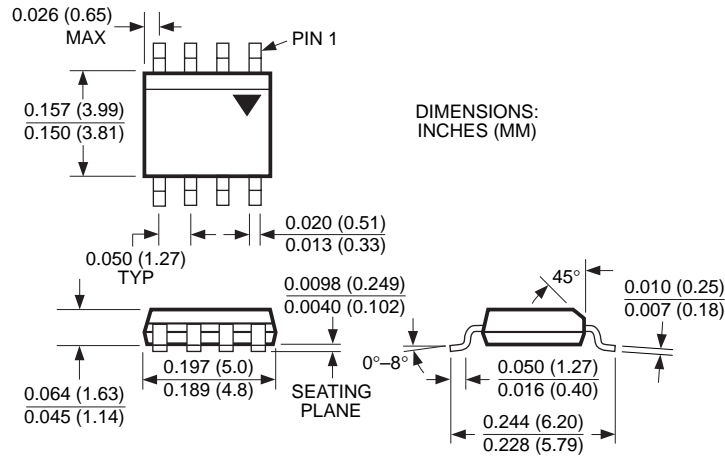 0.026 (0.65)
MAX
PIN 1
0.157 (3.99)
0.150 (3.81)
DIMENSIONS:
INCHES (MM)
0.020 (0.51)
0.013 (0.33)
0.050 (1.27)
TYP
0.0098 (0.249)
0.0040 (0.102)
45°
0.010 (0.25)
0.007 (0.18)
0°–8°
0.064 (1.63)
0.045 (1.14)
0.197 (5.0)
0.189 (4.8)
SEATING
PLANE
0.050 (1.27)
0.016 (0.40)
0.244 (6.20)
0.228 (5.79)